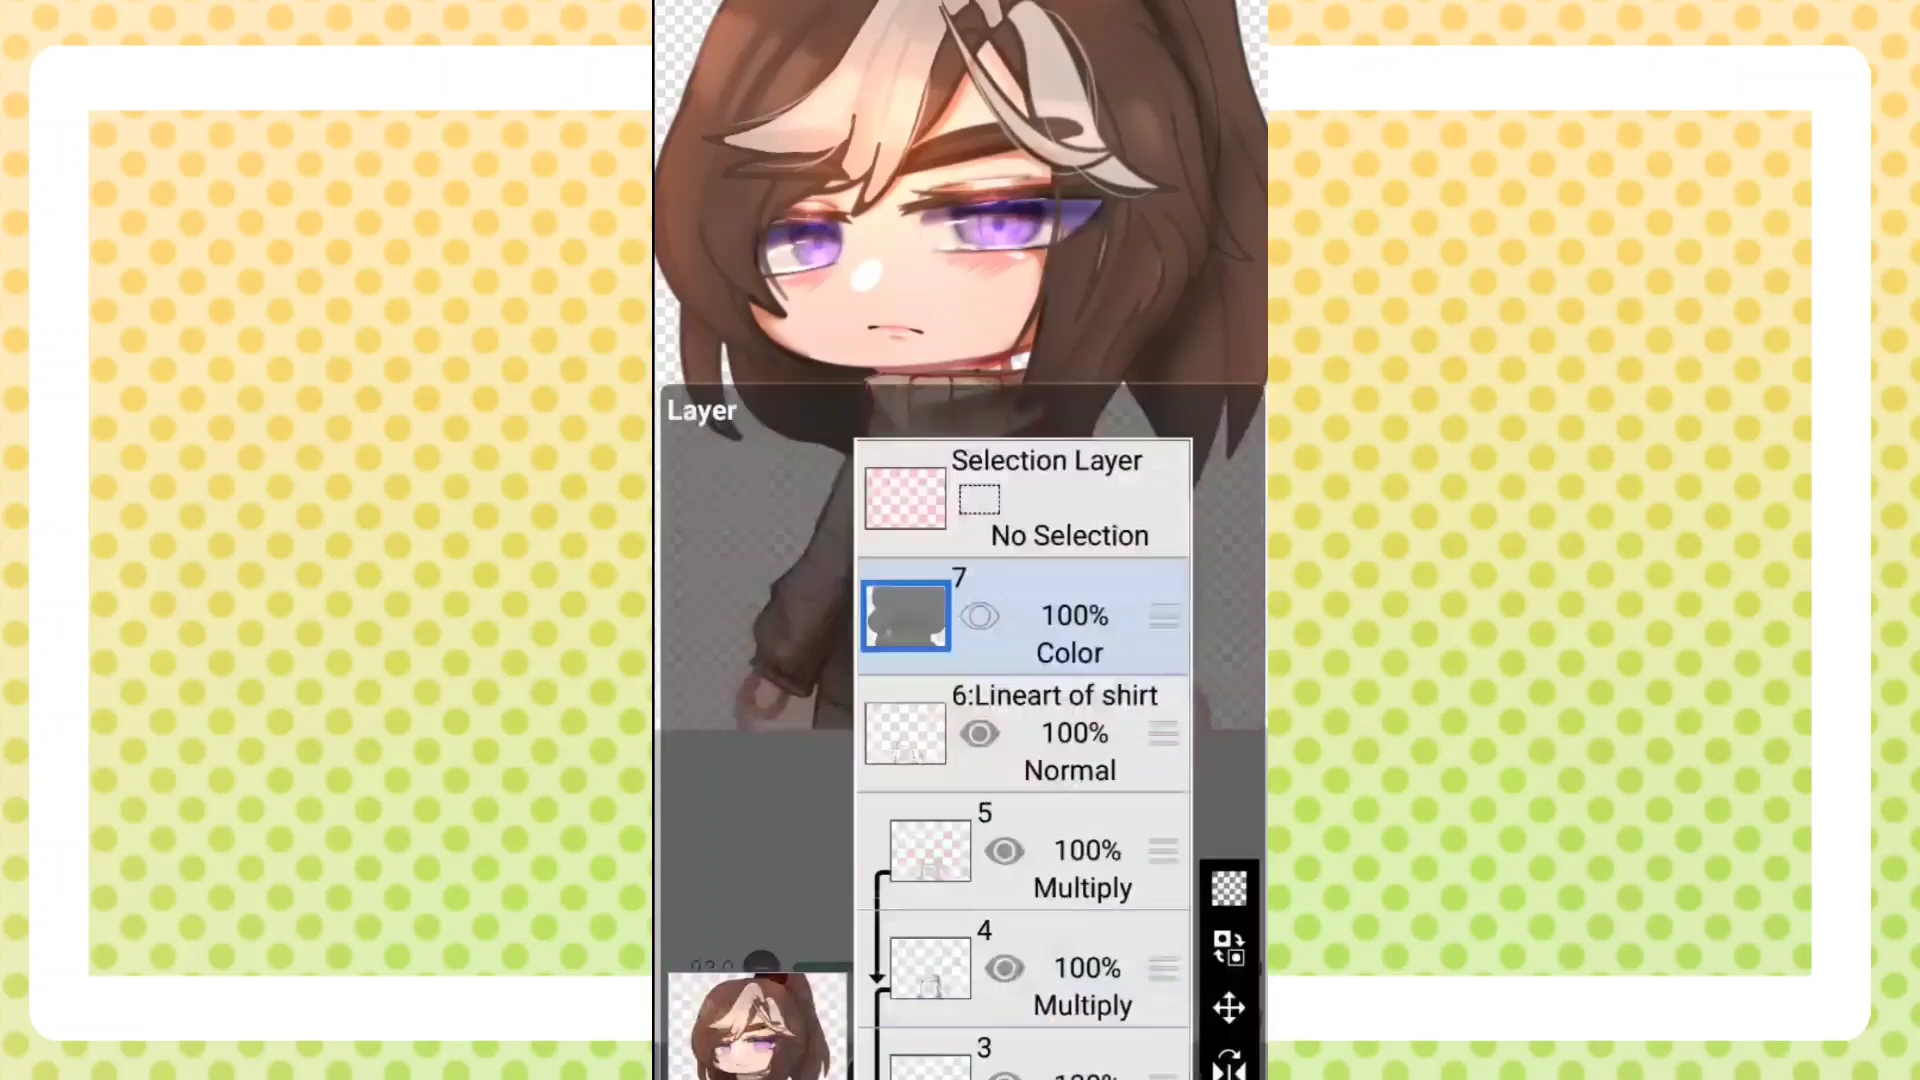 Layer
Selection Layer
No Selection
7
100%
Color
6:Lineart of shirt
100%
Normal
5
100%
Multiply
4
100%
Multiply
3
100%